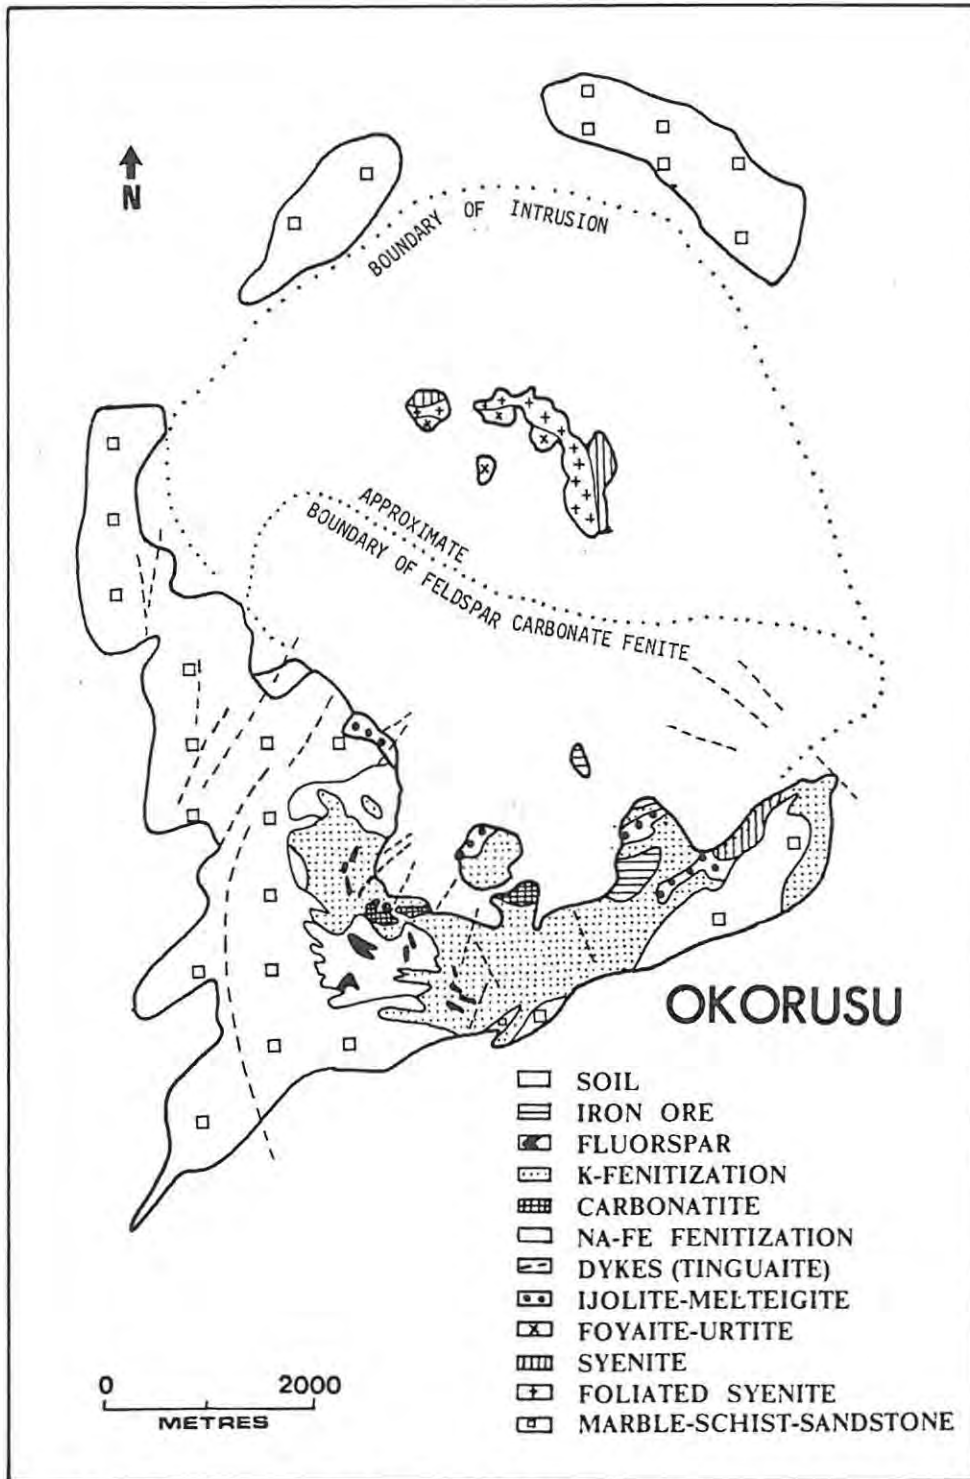 N
BOUNDARY OF INTRUSION
APPROXIMATE
BOUNDARY OF FELDSPAR CARBONATE FENITE
OKORUSU
SOIL
IRON ORE
FLUORSPAR
K-FENITIZATION
CARBONATITE
NA-FE FENITIZATION
DYKES (TINGUAITE)
IJOLITE-MELTEIGITE
FOYAITE-URTITE
SYENITE
FOLIATED SYENITE
MARBLE-SCHIST-SANDSTONE
0 2000
METRES